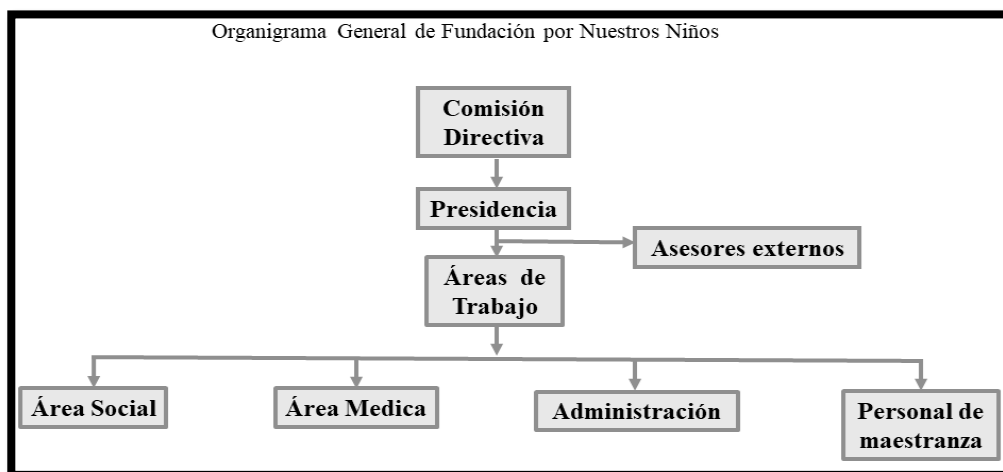 Organigrama General de Fundación por Nuestros Niños
Comisión
Directiva
Presidencia
Asesores externos
Áreas de
Trabajo
Área Social
Área Medica
Administración
Personal de
maestranza